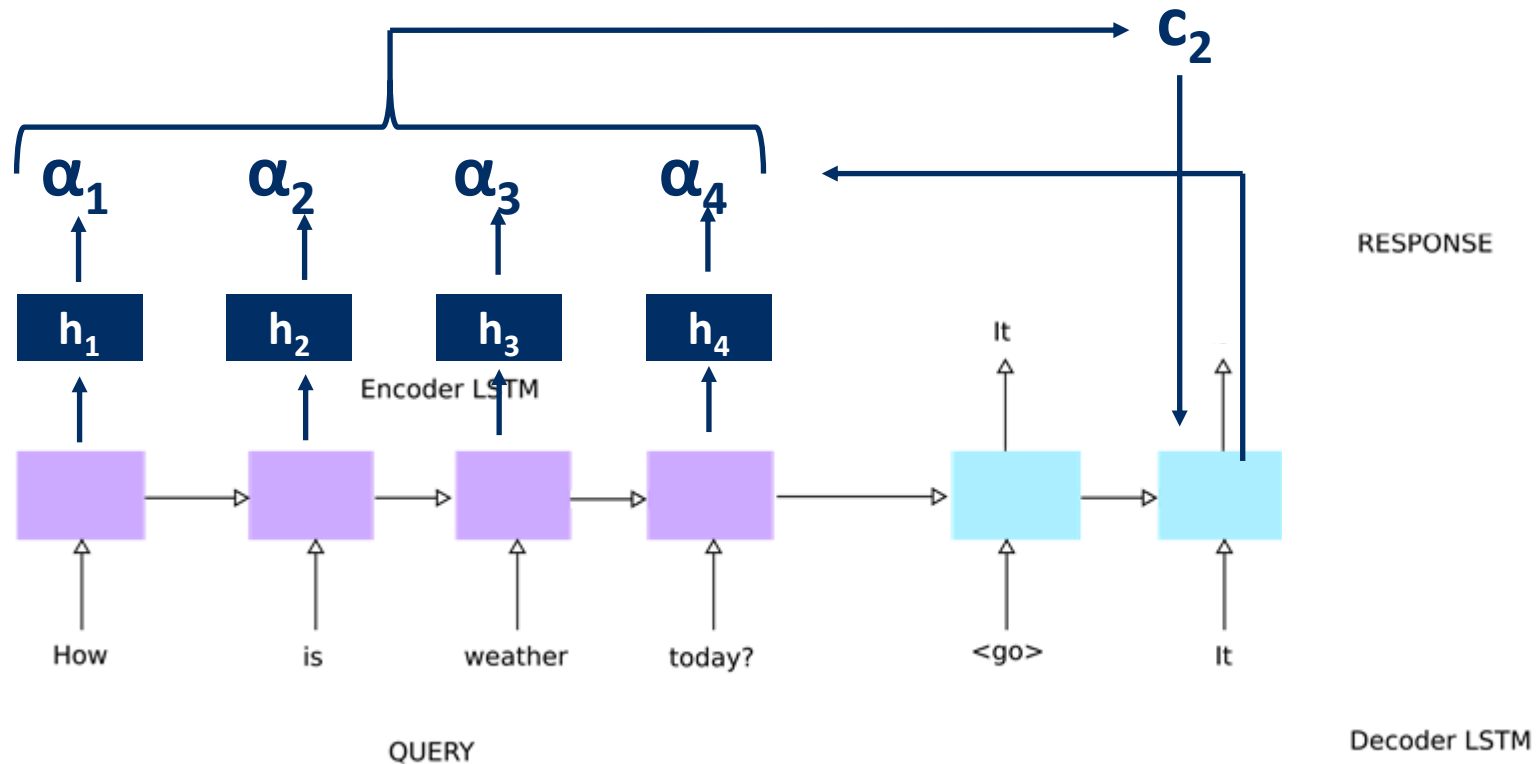 c₂
α₁ α₂ α₃ α₄
RESPONSE
h₁ h₂ h₃ h₄
It
Encoder LSTM
How is weather today? <go> It
QUERY
Decoder LSTM